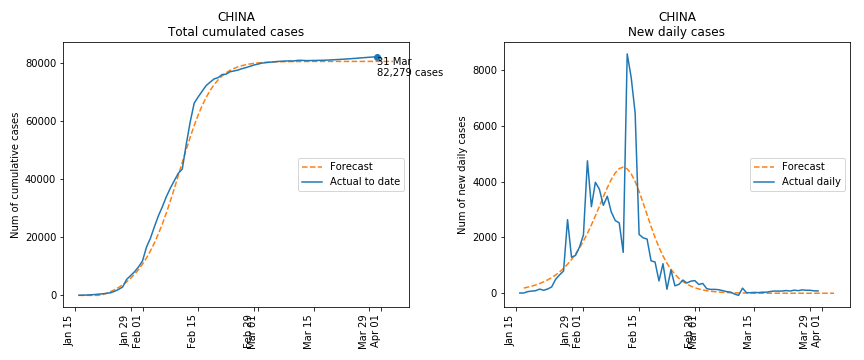 CHINA
Total cumulated cases
Num of cumulative cases
80000
60000
40000
20000
0
31 Mar
82,279 cases
Forecast
Actual to date
Jan 15
Jan 29
Feb 01
Feb 15
Feb 29
Mar 01
Mar 15
Mar 29
Apr 01
CHINA
New daily cases
Num of new daily cases
8000
6000
4000
2000
0
Forecast
Actual daily
Jan 15
Jan 29
Feb 01
Feb 15
Feb 29
Mar 01
Mar 15
Mar 29
Apr 01